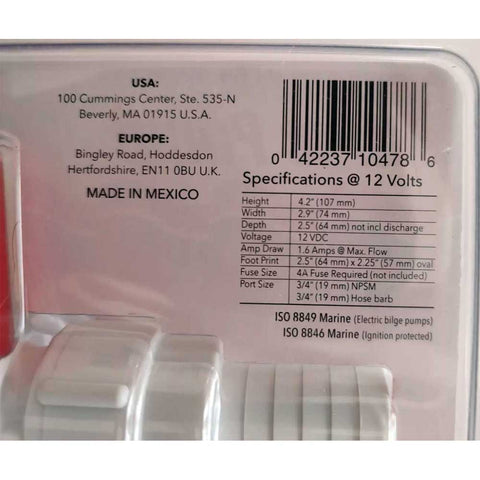 USA:
100 Cummings Center, Ste. 535-N
Beverly, MA 01915 U.S.A.
EUROPE:
Bingley Road, Hoddesdon
Hertfordshire, EN11 0BU U.K.
MADE IN MEXICO
0 42237 10478 6
Specifications @ 12 Volts
Height 4.2" (107 mm)
Width 2.9" (74 mm)
Depth 2.5" (64 mm) not incl discharge
Voltage 12 VDC
Amp Draw 1.6 Amps @ Max. Flow
Foot Print 2.5" (64 mm) x 2.25" (57 mm) oval
Fuse Size 4A Fuse Required (not included)
Port Size 3/4" (19 mm) NPSM
3/4" (19 mm) Hose barb
ISO 8849 Marine (Electric bilge pumps)
ISO 8846 Marine (Ignition protected)